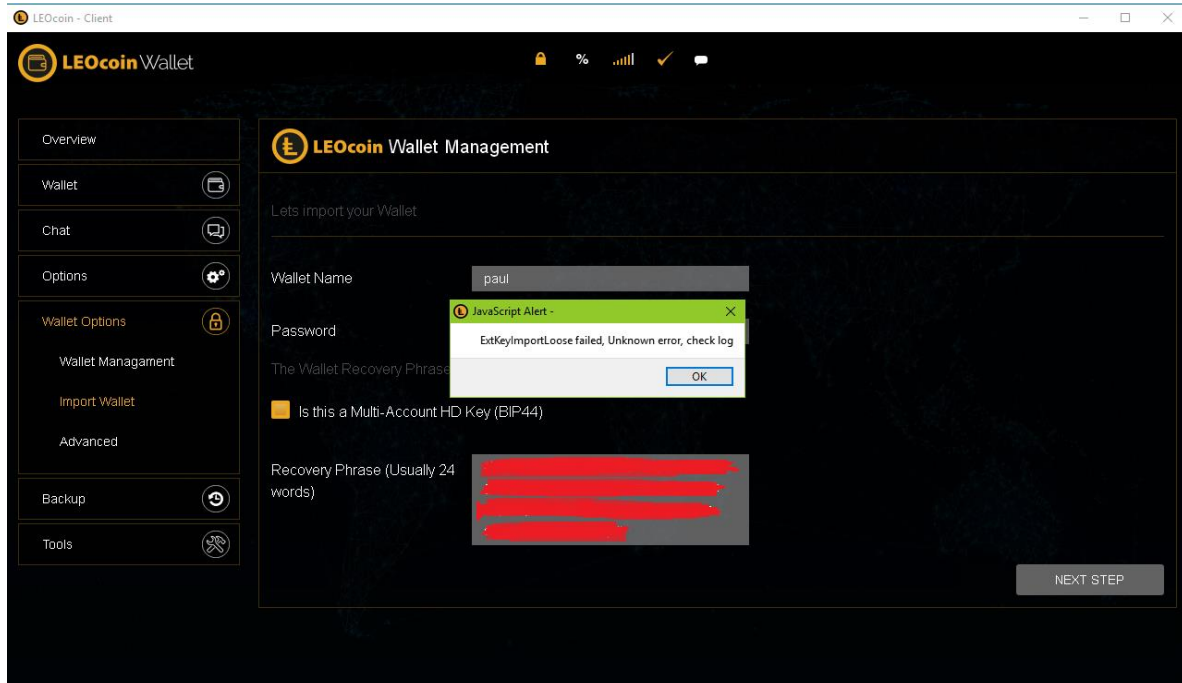 LEOcoin - Client
LEOcoin Wallet
%
Overview
Wallet
Chat
Options
Wallet Options
Wallet Managament
Import Wallet
Advanced
Backup
Tools
LEOcoin Wallet Management
Lets import your Wallet
Wallet Name
paul
Password
JavaScript Alert -
ExtKeyImportLoose failed, Unknown error, check log
OK
The Wallet Recovery Phrase
Is this a Multi-Account HD Key (BIP44)
Recovery Phrase (Usually 24
words)
NEXT STEP